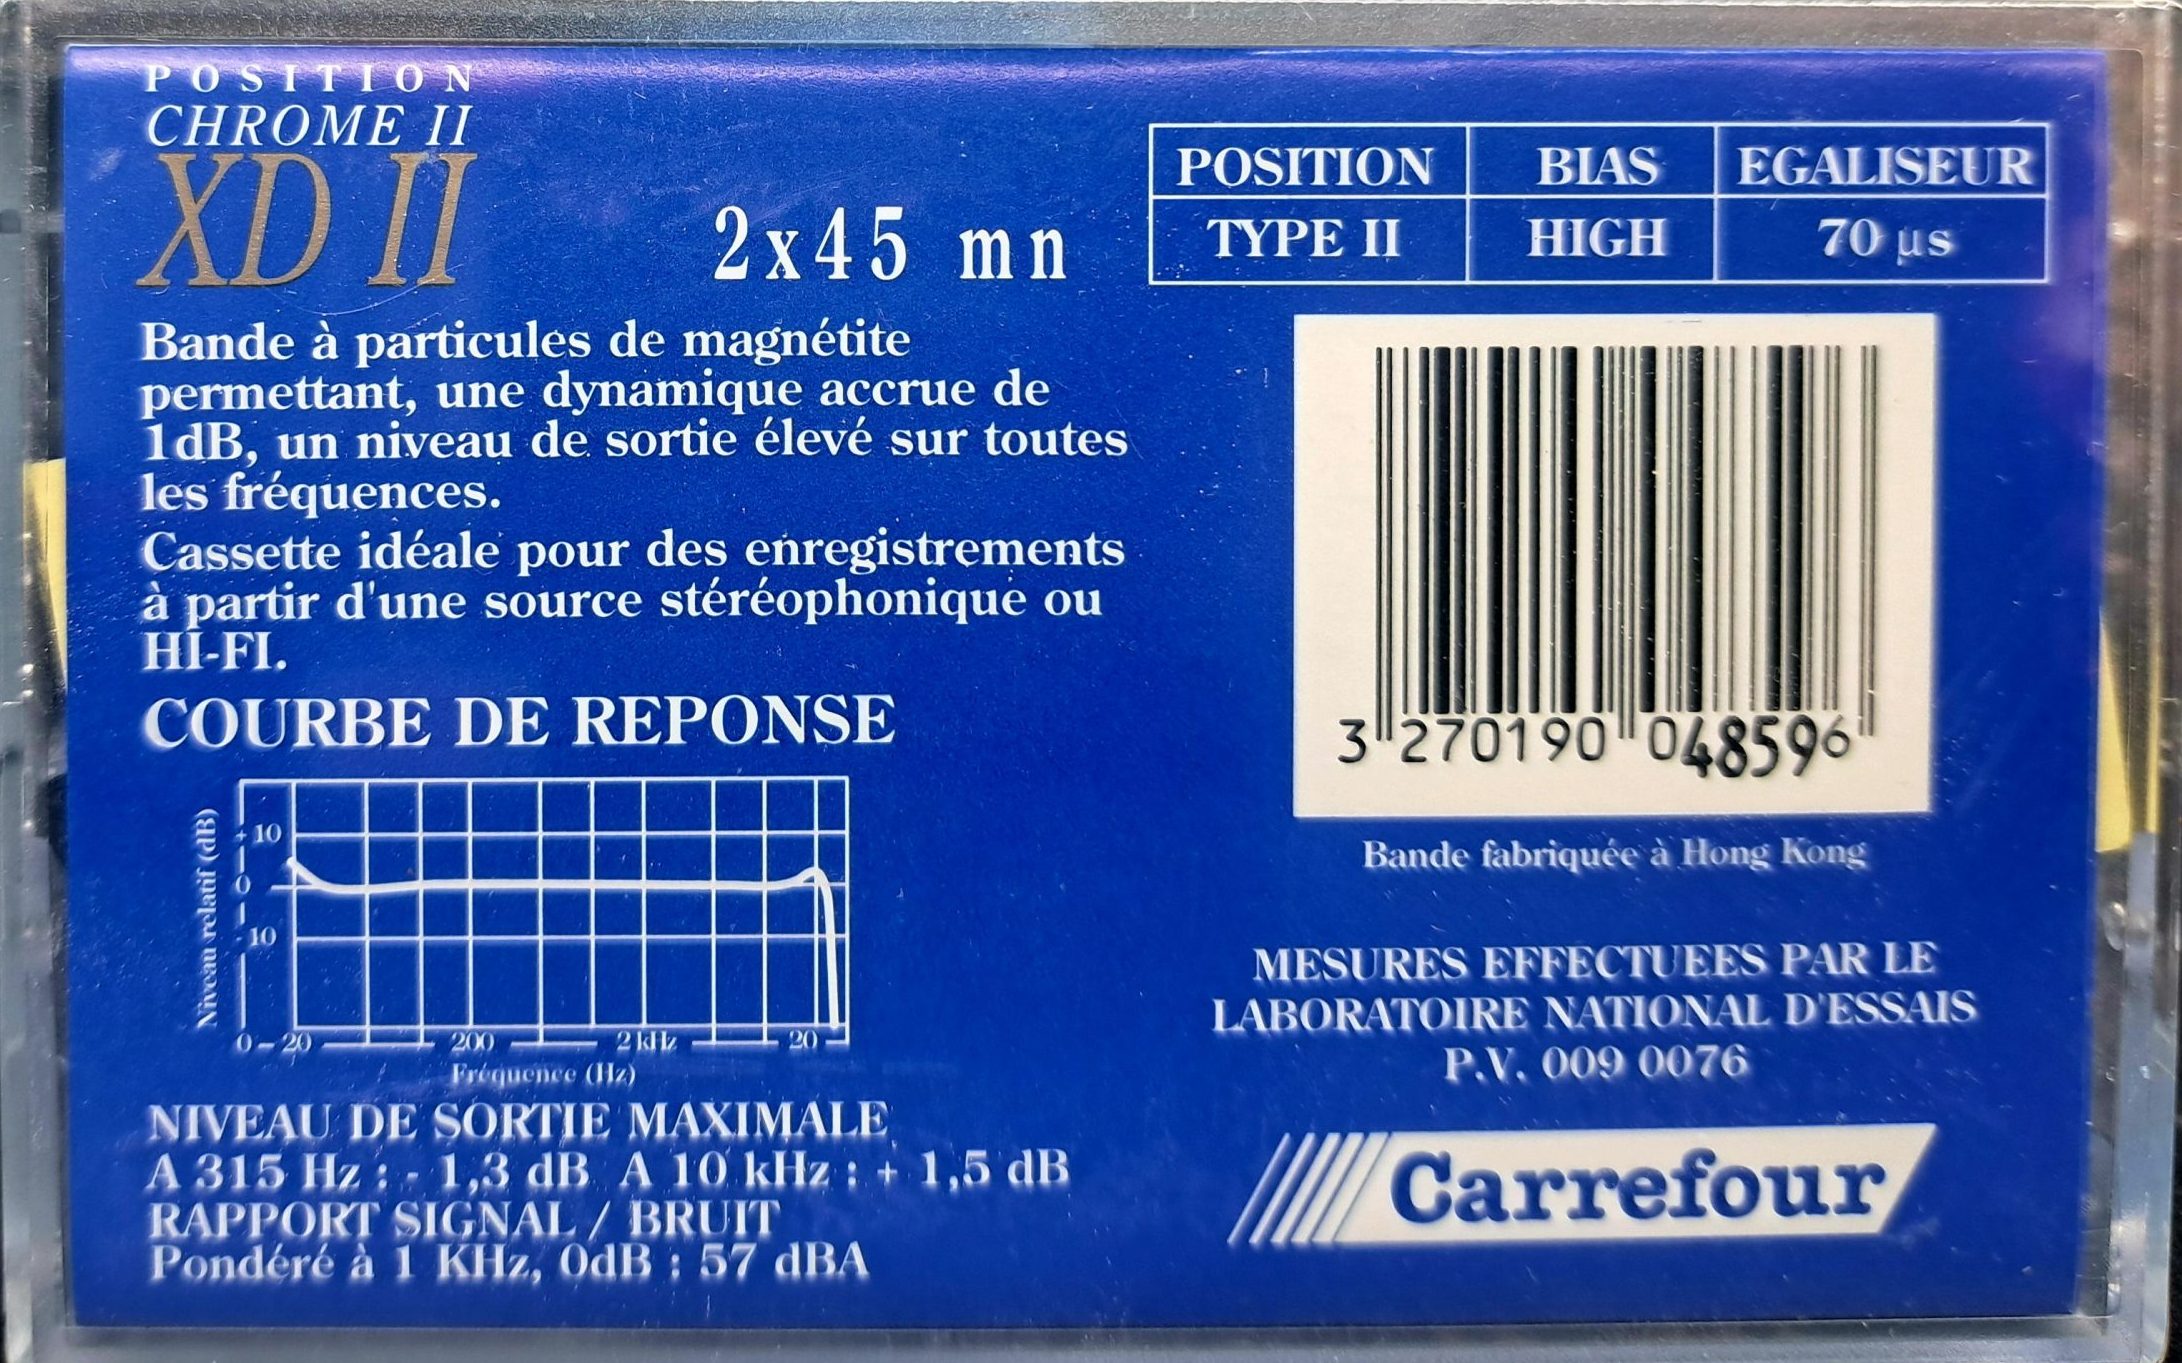 POSITION
CHROME II
XD II
2x45 mn
Bande à particules de magnétite
permettant, une dynamique accrue de
1dB, un niveau de sortie élevé sur toutes
les fréquences.
Cassette idéale pour des enregistrements
à partir d'une source stéréophonique ou
HI-FI.
COURBE DE REPONSE
Niveau relatif (dB)
+10
0
-10
0 - 20 200 2 kHz 20
Fréquence (Hz)
NIVEAU DE SORTIE MAXIMALE
A 315 Hz : - 1,3 dB A 10 kHz : + 1,5 dB
RAPPORT SIGNAL / BRUIT
Pondéré à 1 KHz, 0dB : 57 dBA
POSITION BIAS EGALISEUR
TYPE II HIGH 70 µs
3 270190 048596
Bande fabriquée à Hong Kong
MESURES EFFECTUEES PAR LE
LABORATOIRE NATIONAL D'ESSAIS
P.V. 009 0076
Carrefour